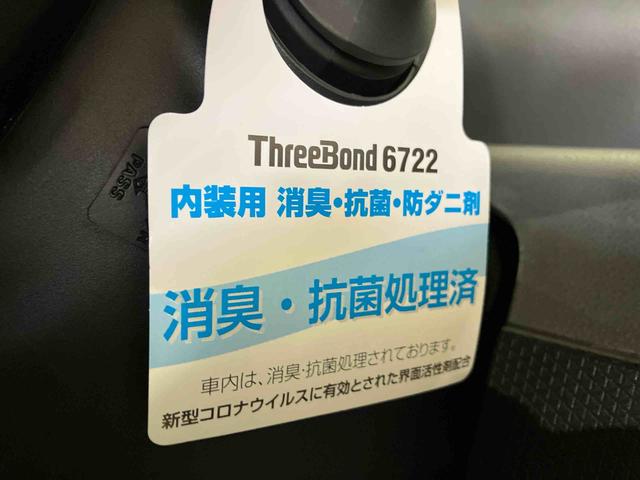 ThreeBond 6722
内装用 消臭・抗菌・防ダニ剤
消臭・抗菌処理済
車内は、消臭・抗菌処理されております。
新型コロナウイルスに有効とされた界面活性剤配合
PASS